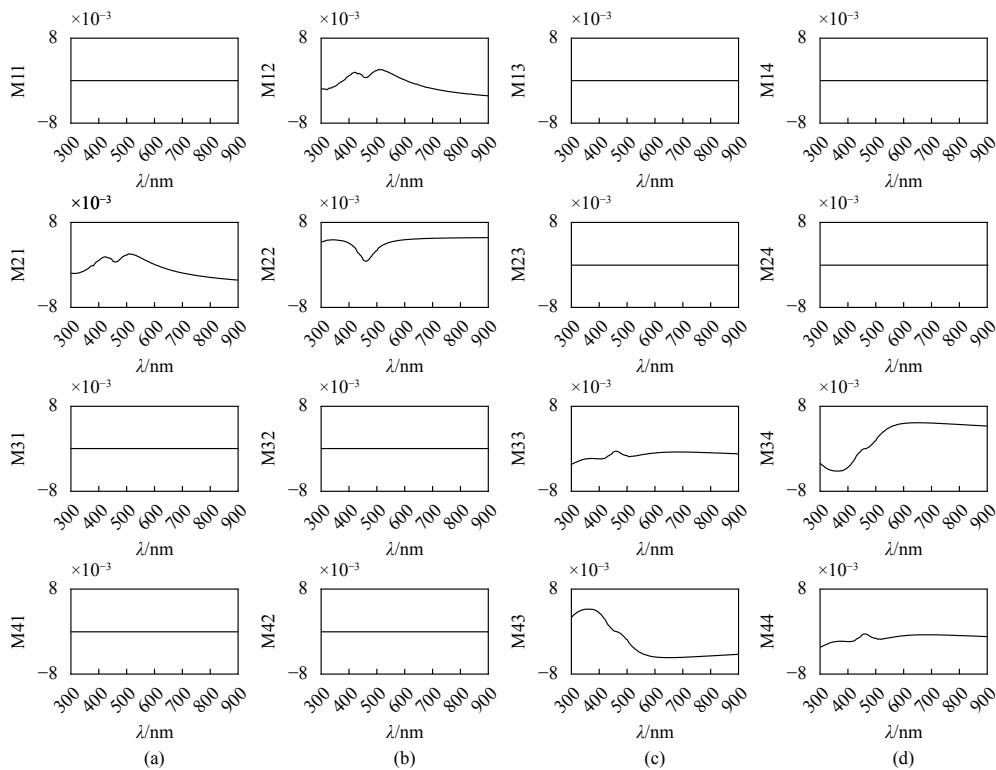 ×10⁻³ ×10⁻³ ×10⁻³ ×10⁻³
8 8 8 8
M11 M12 M13 M14
−8 −8 −8 −8
300 400 500 600 700 800 900 300 400 500 600 700 800 900 300 400 500 600 700 800 900 300 400 500 600 700 800 900
λ/nm λ/nm λ/nm λ/nm
×10⁻³ ×10⁻³ ×10⁻³ ×10⁻³
8 8 8 8
M21 M22 M23 M24
−8 −8 −8 −8
300 400 500 600 700 800 900 300 400 500 600 700 800 900 300 400 500 600 700 800 900 300 400 500 600 700 800 900
λ/nm λ/nm λ/nm λ/nm
×10⁻³ ×10⁻³ ×10⁻³ ×10⁻³
8 8 8 8
M31 M32 M33 M34
−8 −8 −8 −8
300 400 500 600 700 800 900 300 400 500 600 700 800 900 300 400 500 600 700 800 900 300 400 500 600 700 800 900
λ/nm λ/nm λ/nm λ/nm
×10⁻³ ×10⁻³ ×10⁻³ ×10⁻³
8 8 8 8
M41 M42 M43 M44
−8 −8 −8 −8
300 400 500 600 700 800 900 300 400 500 600 700 800 900 300 400 500 600 700 800 900 300 400 500 600 700 800 900
λ/nm λ/nm λ/nm λ/nm
(a) (b) (c) (d)